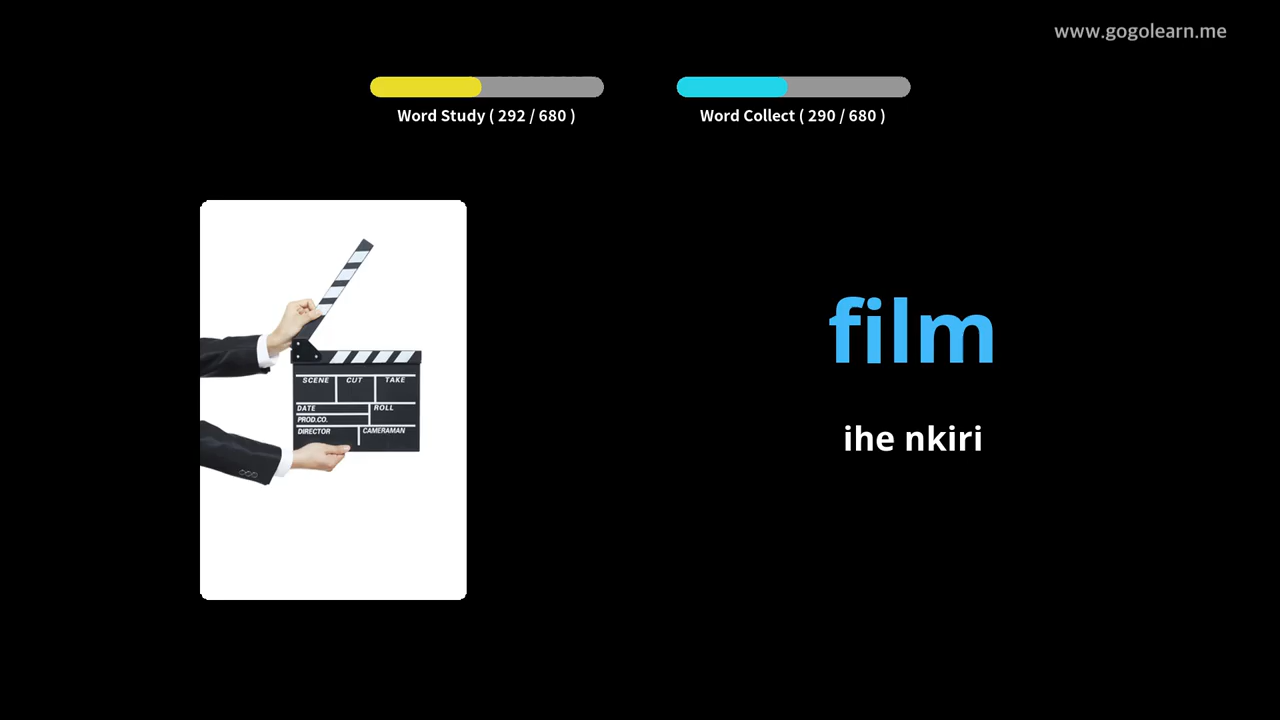 www.gogolearn.me
Word Study ( 292 / 680 )
Word Collect ( 290 / 680 )
SCENE CUT TAKE
DATE ROLL
PROD.CO.
DIRECTOR CAMERAMAN
film
ihe nkiri